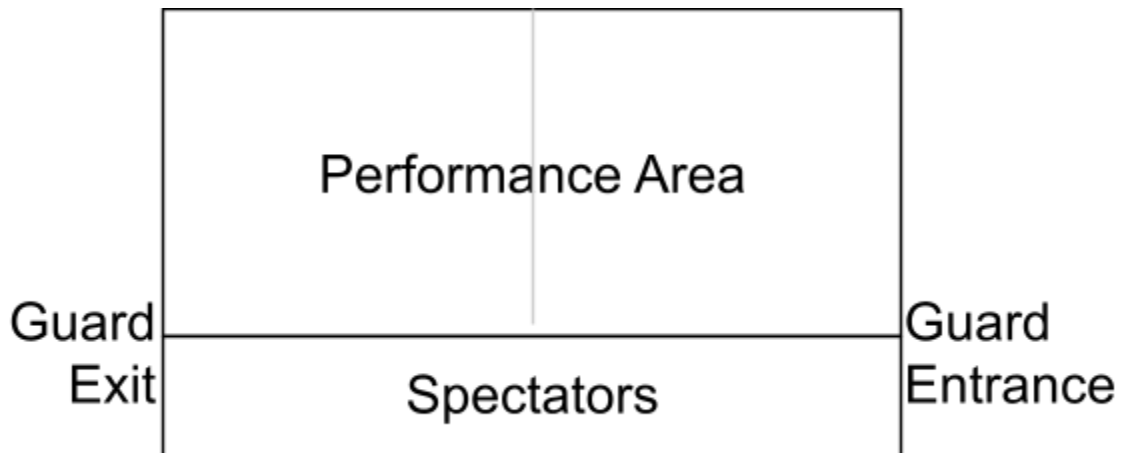 Performance Area
Guard
Exit
Spectators
Guard
Entrance